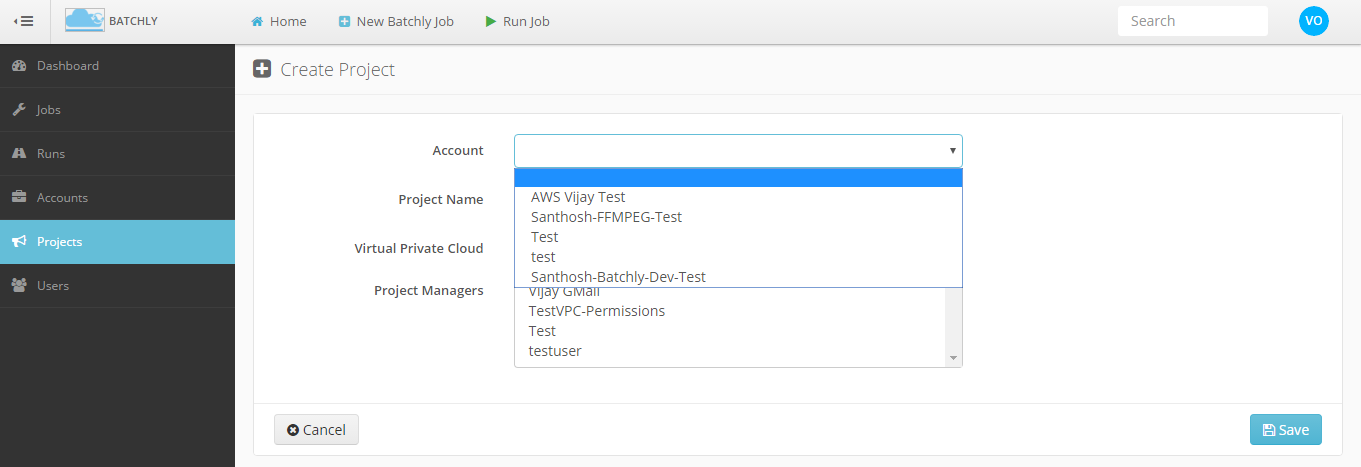 BATCHLY
Home
New Batchly Job
Run Job
Search
VO
Dashboard
Jobs
Runs
Accounts
Projects
Users
Create Project
Account
AWS Vijay Test
Santhosh-FFMPEG-Test
Test
test
Santhosh-Batchly-Dev-Test
Project Name
Virtual Private Cloud
Project Managers
Vijay GMail
TestVPC-Permissions
Test
testuser
Cancel
Save